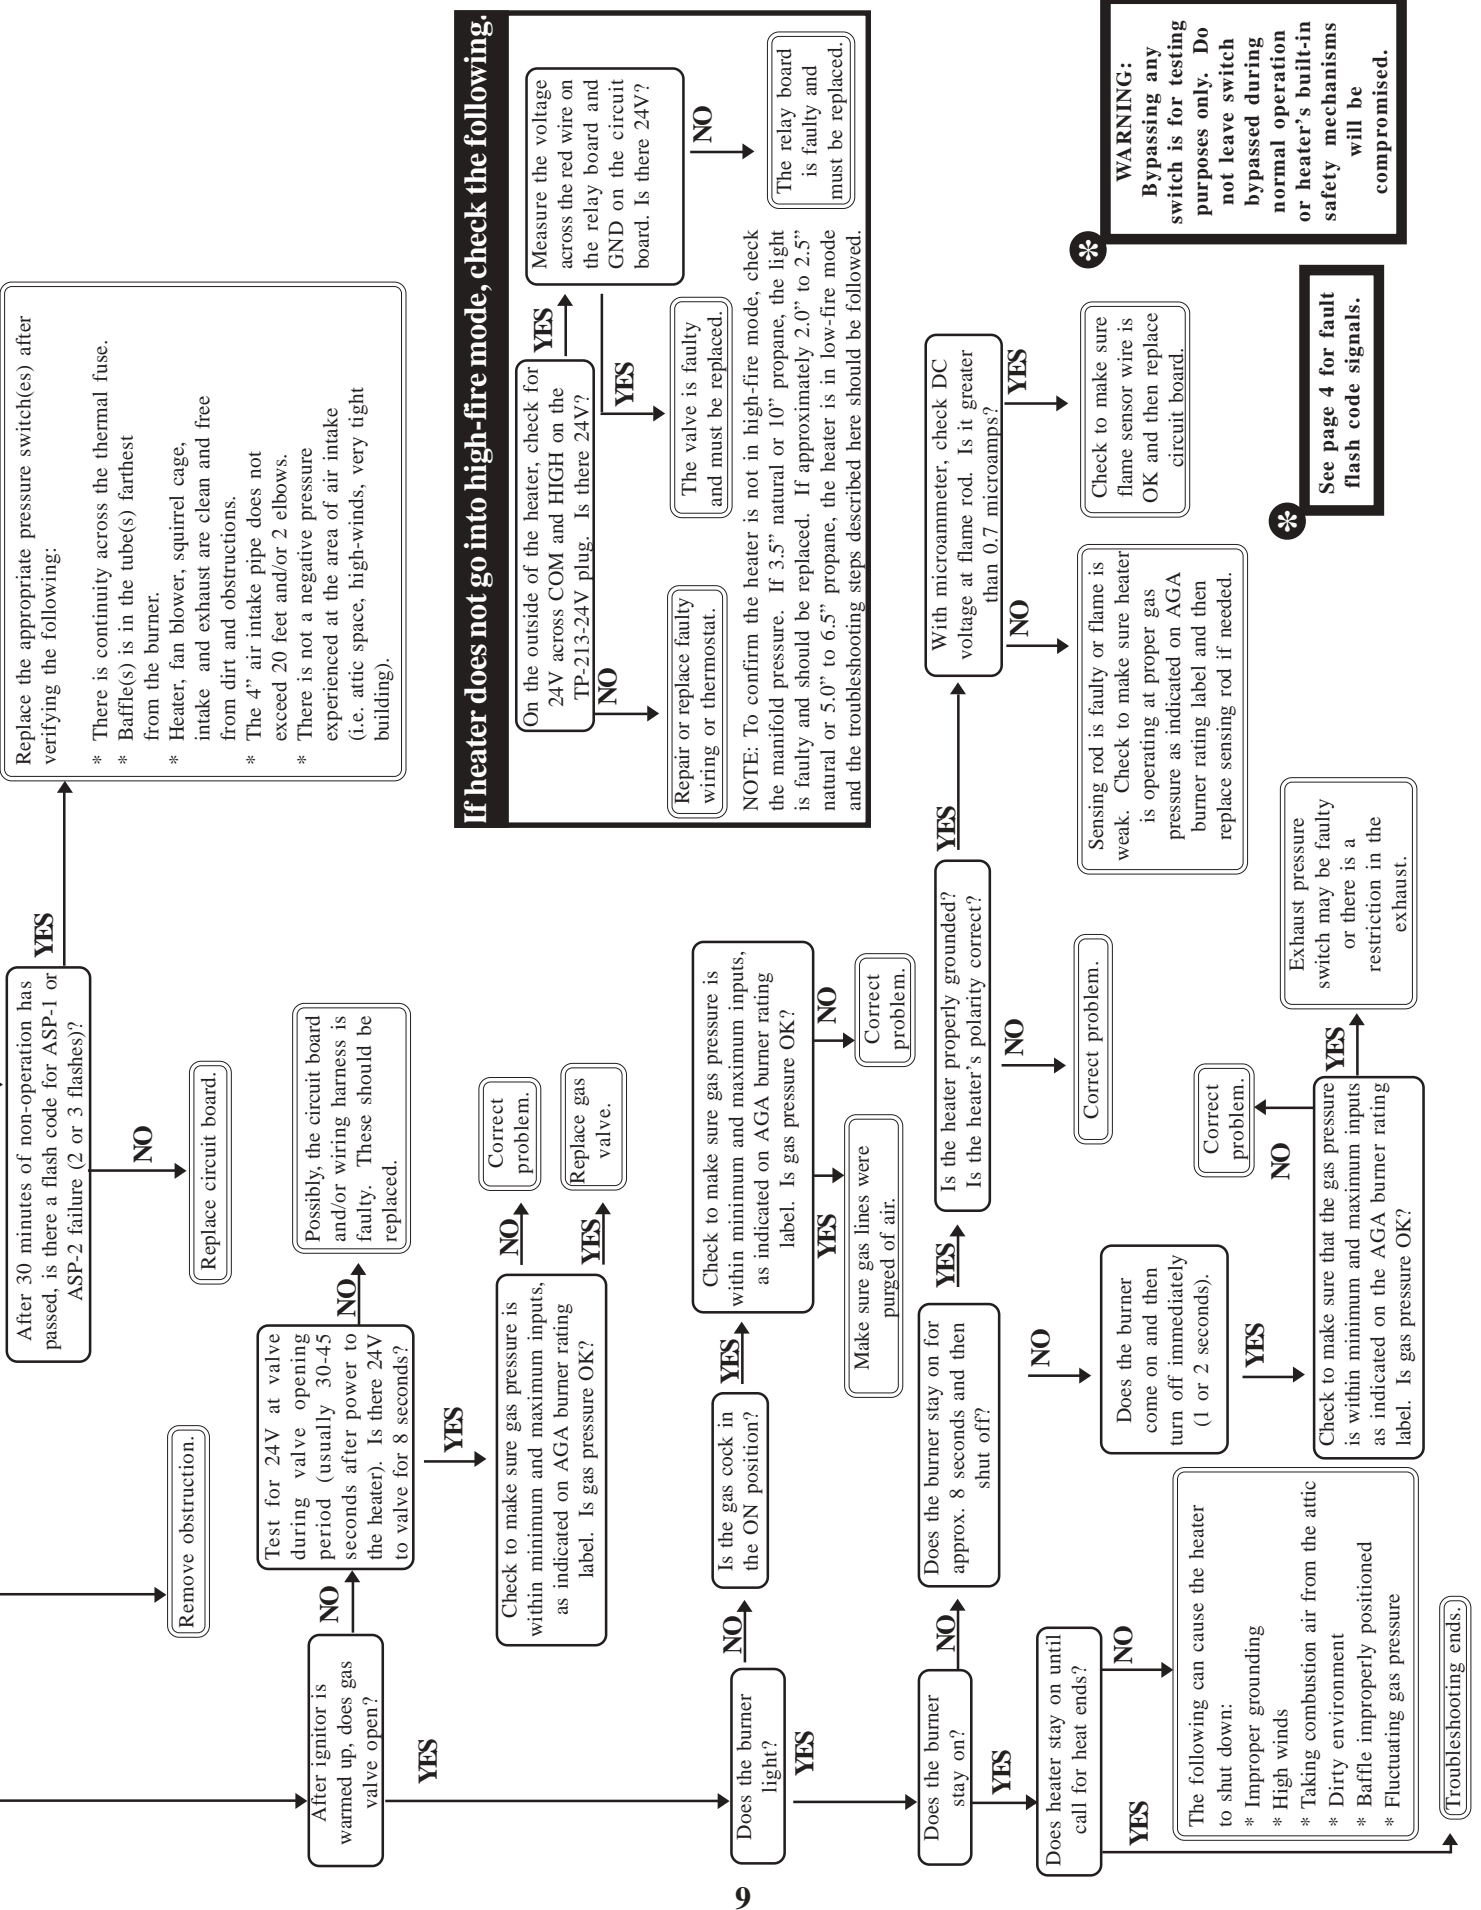 After 30 minutes of non-operation has
passed, is there a flash code for ASP-1 or
ASP-2 failure (2 or 3 flashes)?
YES
Replace the appropriate pressure switch(es) after
verifying the following:
* There is continuity across the thermal fuse.
* Baffle(s) is in the tube(s) farthest
from the burner.
* Heater, fan blower, squirrel cage,
intake and exhaust are clean and free
from dirt and obstructions.
* The 4” air intake pipe does not
exceed 20 feet and/or 2 elbows.
* There is not a negative pressure
experienced at the area of air intake
(i.e. attic space, high-winds, very tight
building).
NO
Replace circuit board.
Remove obstruction.
After ignitor is
warmed up, does gas
valve open?
NO
Test for 24V at valve
during valve opening
period (usually 30-45
seconds after power to
the heater). Is there 24V
to valve for 8 seconds?
NO
Possibly, the circuit board
and/or wiring harness is
faulty. These should be
replaced.
YES
YES
Check to make sure gas pressure is
within minimum and maximum inputs,
as indicated on AGA burner rating
label. Is gas pressure OK?
NO
Correct
problem.
YES
Replace gas
valve.
If heater does not go into high-fire mode, check the following.
On the outside of the heater, check for
24V across COM and HIGH on the
TP-213-24V plug. Is there 24V?
YES
Measure the voltage
across the red wire on
the relay board and
GND on the circuit
board. Is there 24V?
NO
Repair or replace faulty
wiring or thermostat.
YES
The valve is faulty
and must be replaced.
NO
The relay board
is faulty and
must be replaced.
NOTE: To confirm the heater is not in high-fire mode, check
the manifold pressure. If 3.5” natural or 10” propane, the light
is faulty and should be replaced. If approximately 2.0” to 2.5”
natural or 5.0” to 6.5” propane, the heater is in low-fire mode
and the troubleshooting steps described here should be followed.
Does the burner
light?
NO
Is the gas cock in
the ON position?
YES
Check to make sure gas pressure is
within minimum and maximum inputs,
as indicated on AGA burner rating
label. Is gas pressure OK?
YES
Make sure gas lines were
purged of air.
NO
Correct
problem.
YES
Does the burner
stay on?
NO
Does the burner stay on for
approx. 8 seconds and then
shut off?
YES
Is the heater properly grounded?
Is the heater’s polarity correct?
YES
With microammeter, check DC
voltage at flame rod. Is it greater
than 0.7 microamps?
NO
Correct problem.
NO
Sensing rod is faulty or flame is
weak. Check to make sure heater
is operating at proper gas
pressure as indicated on AGA
burner rating label and then
replace sensing rod if needed.
YES
Check to make sure
flame sensor wire is
OK and then replace
circuit board.
YES
NO
Does the burner
come on and then
turn off immediately
(1 or 2 seconds).
YES
Check to make sure that the gas pressure
is within minimum and maximum inputs
as indicated on the AGA burner rating
label. Is gas pressure OK?
NO
Correct
problem.
YES
Exhaust pressure
switch may be faulty
or there is a
restriction in the
exhaust.
Does heater stay on until
call for heat ends?
NO
The following can cause the heater
to shut down:
* Improper grounding
* High winds
* Taking combustion air from the attic
* Dirty environment
* Baffle improperly positioned
* Fluctuating gas pressure
YES
Troubleshooting ends.
*
See page 4 for fault
flash code signals.
*
WARNING:
Bypassing any
switch is for testing
purposes only. Do
not leave switch
bypassed during
normal operation
or heater’s built-in
safety mechanisms
will be
compromised.
9